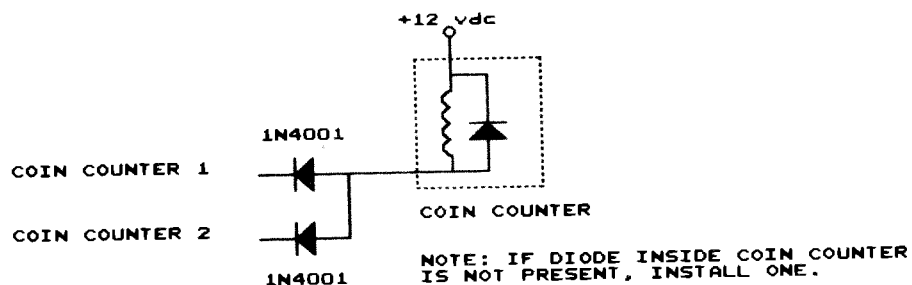 +12 vdc
1N4001
COIN COUNTER 1
COIN COUNTER
COIN COUNTER 2
1N4001
NOTE: IF DIODE INSIDE COIN COUNTER
IS NOT PRESENT, INSTALL ONE.